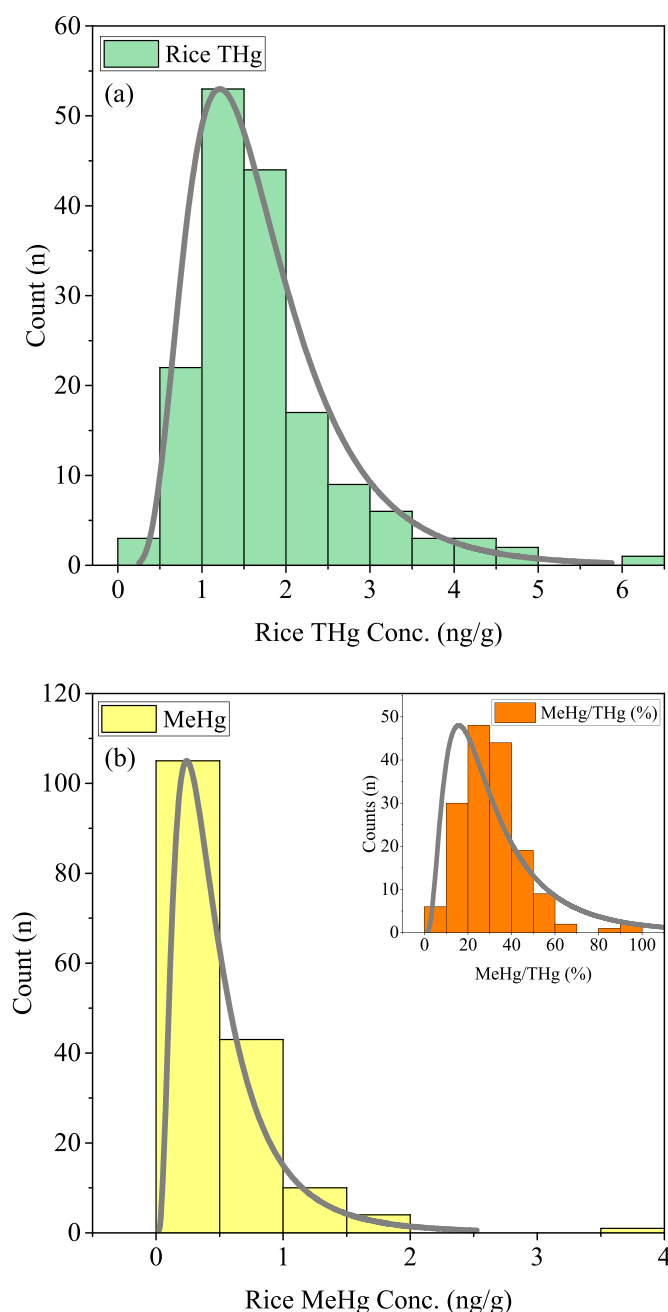 60
Rice THg
(a)
50
40
30
20
10
0
Count (n)
0 1 2 3 4 5 6
Rice THg Conc. (ng/g)
120
MeHg
(b)
100
80
60
40
20
0
Count (n)
MeHg/THg (%)
50
40
30
20
10
0
Counts (n)
0 20 40 60 80 100
MeHg/THg (%)
0 1 2 3 4
Rice MeHg Conc. (ng/g)